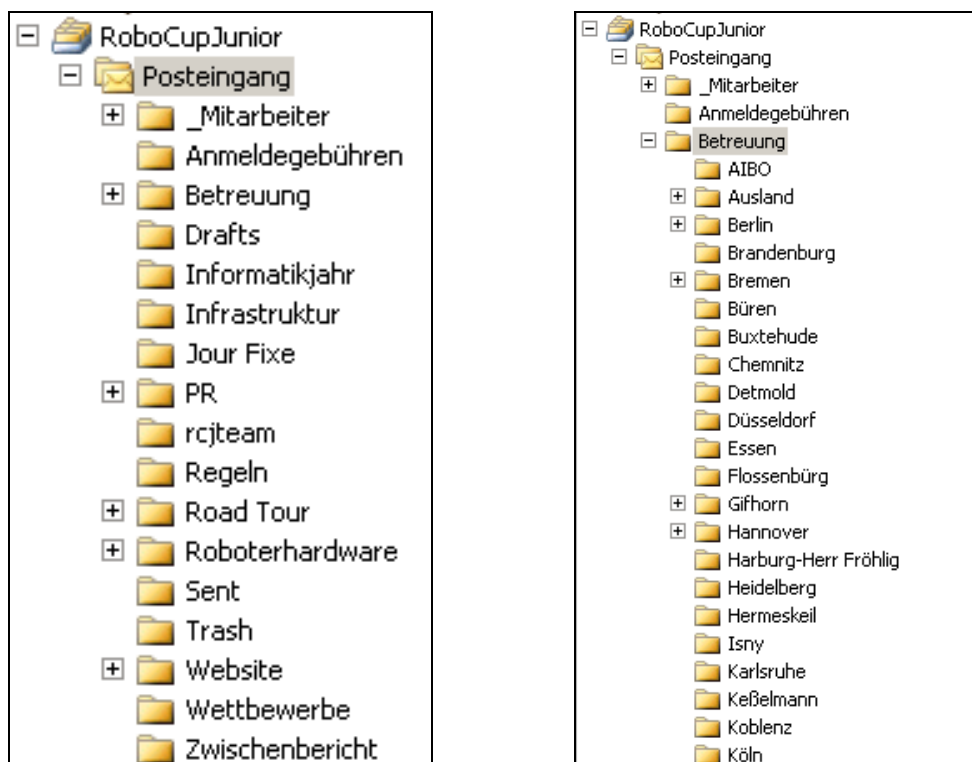 RoboCupJunior
Posteingang
_Mitarbeiter
Anmeldegebühren
Betreuung
Drafts
Informatikjahr
Infrastruktur
Jour Fixe
PR
rcjteam
Regeln
Road Tour
Roboterhardware
Sent
Trash
Website
Wettbewerbe
Zwischenbericht
RoboCupJunior
Posteingang
_Mitarbeiter
Anmeldegebühren
Betreuung
AIBO
Ausland
Berlin
Brandenburg
Bremen
Büren
Buxtehude
Chemnitz
Detmold
Düsseldorf
Essen
Flossenbürg
Gifhorn
Hannover
Harburg-Herr Fröhlig
Heidelberg
Hermeskeil
Isny
Karlsruhe
Keßelmann
Koblenz
Köln